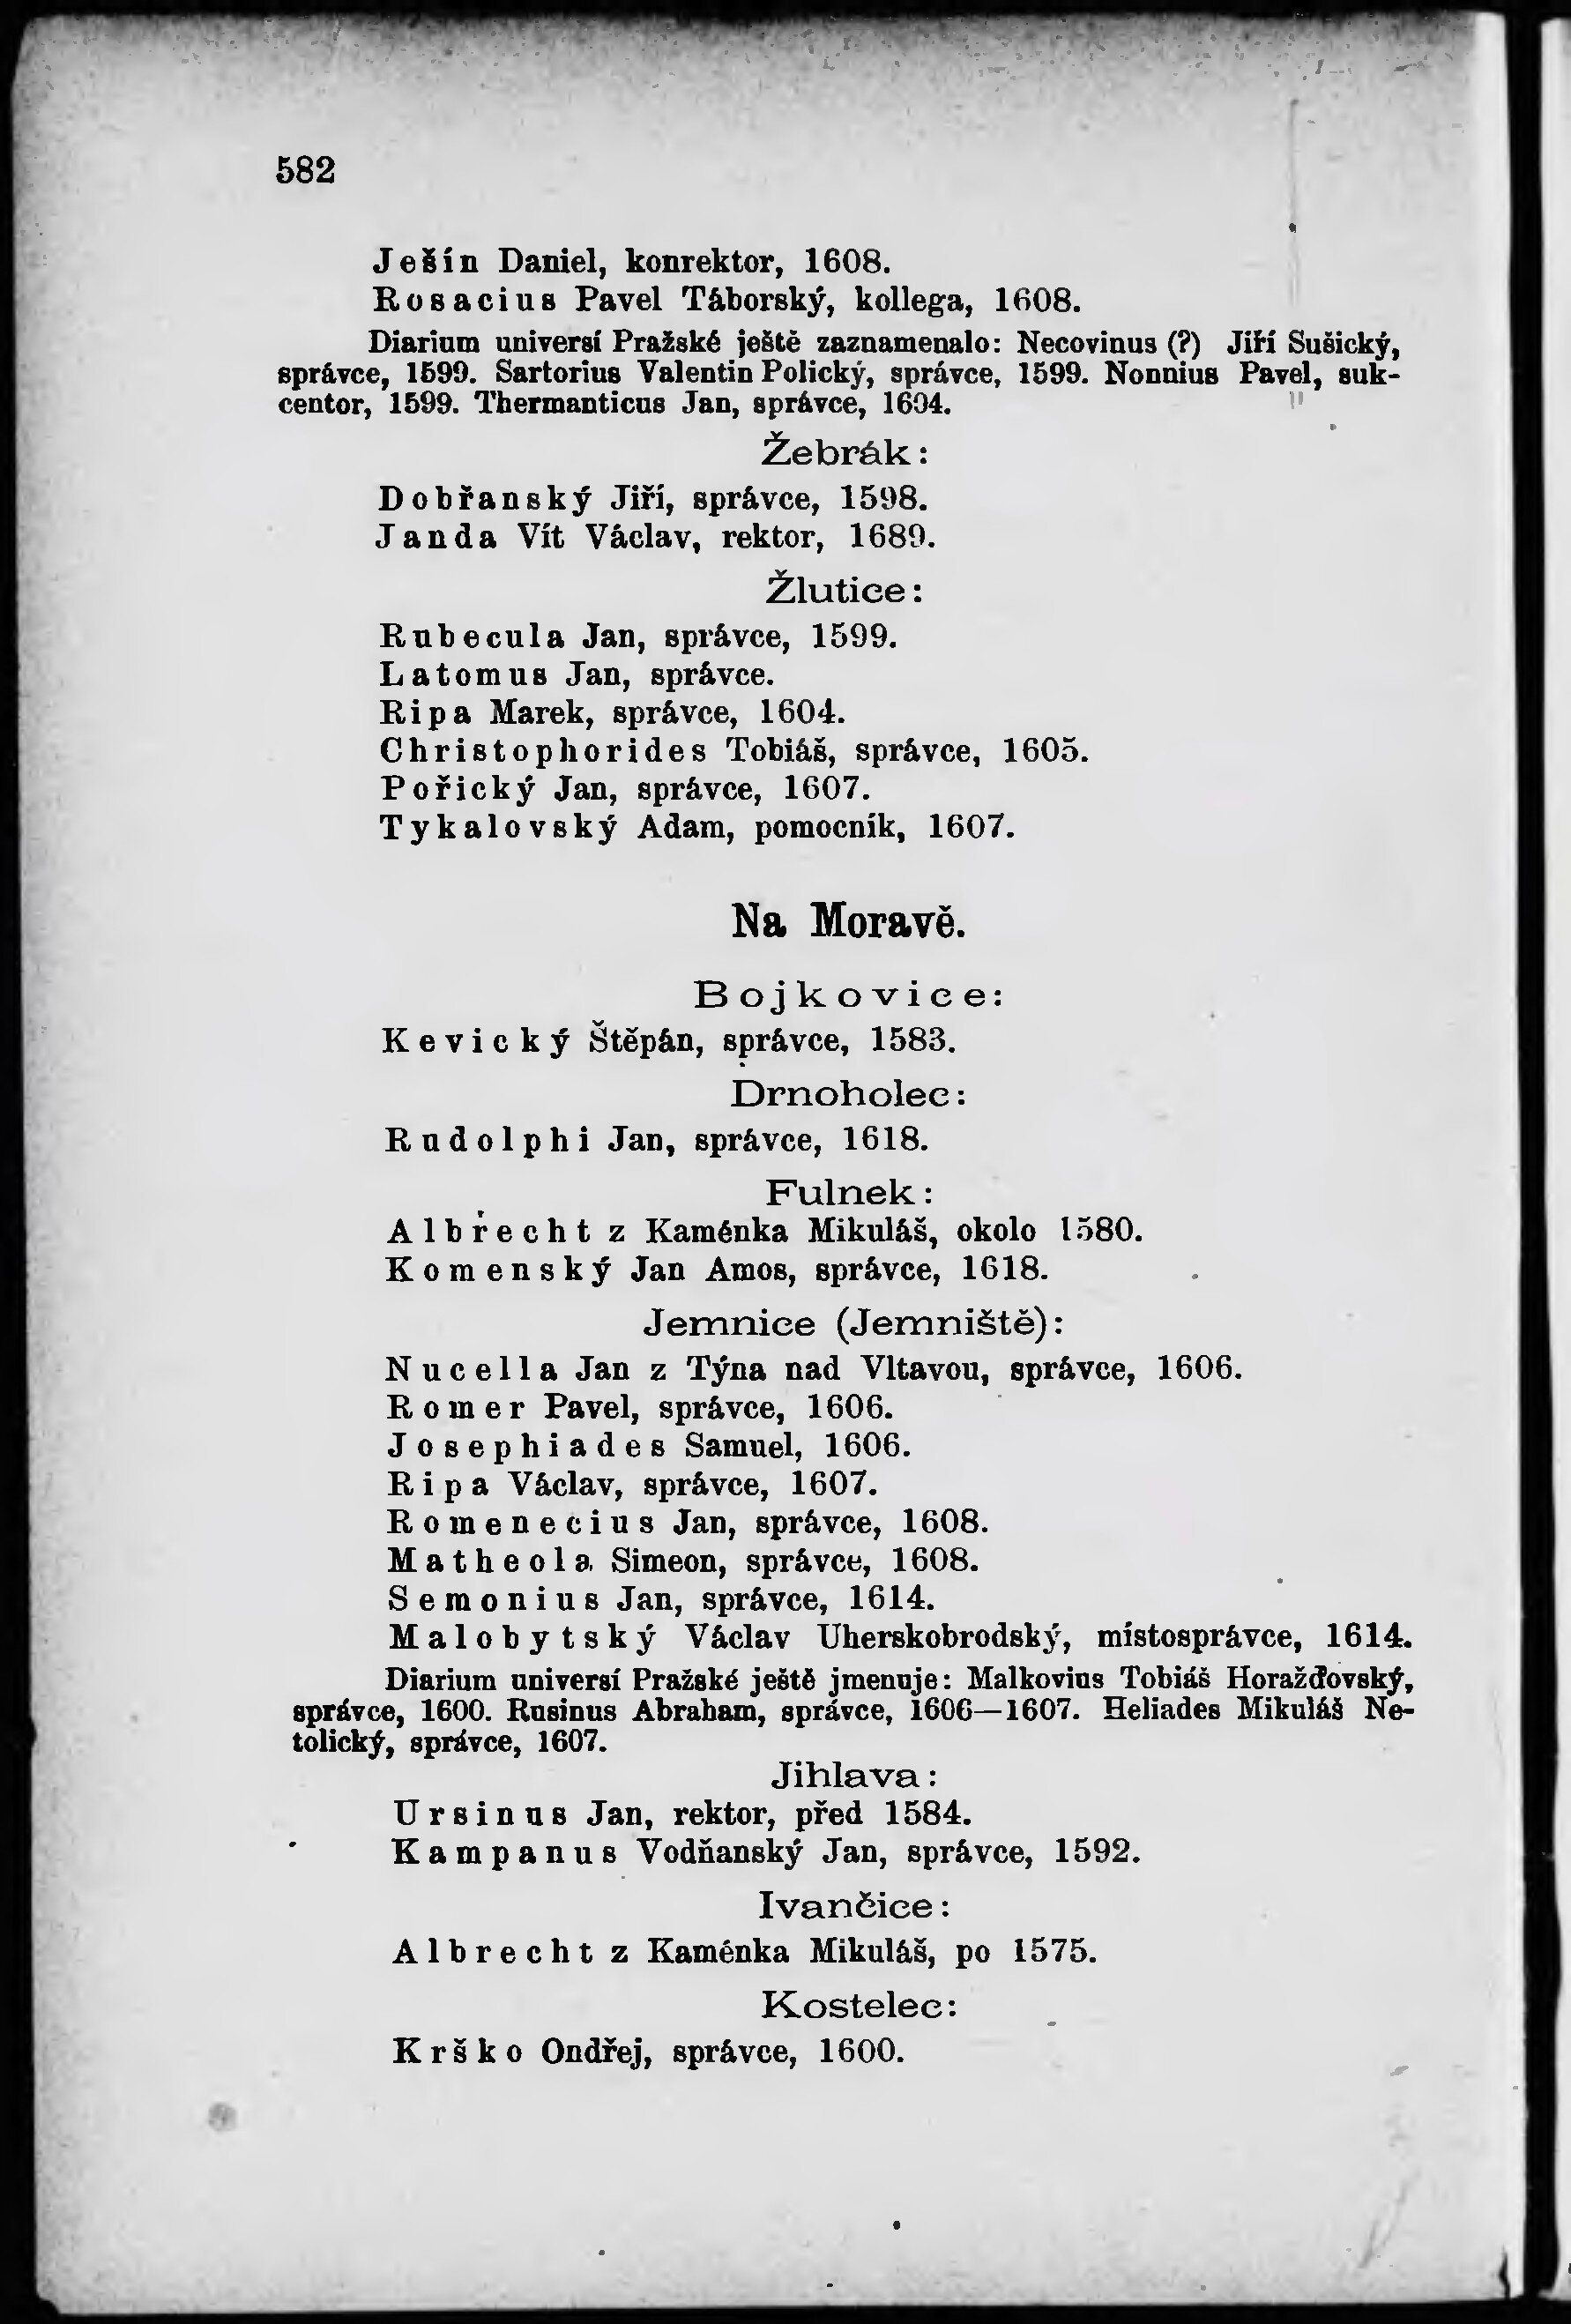 582
Ješín Daniel, konrektor, 1608.
Rosacius Pavel Táborský, kollega, 1608.
Diarium universí Pražské ještě zaznamenalo: Necovinus (?) Jiří Sušický,
správce, 1599. Sartorius Valentin Polický, správce, 1599. Nonnius Pavel, suk-
centor, 1599. Thermanticus Jan, správce, 1604.
Žebrák:
Dobřanský Jiří, správce, 1598.
Janda Vít Václav, rektor, 1689.
Žlutice:
Rubecula Jan, správce, 1599.
Latomus Jan, správce.
Ripa Marek, správce, 1604.
Christophorides Tobiáš, správce, 1605.
Pořický Jan, správce, 1607.
Tykalovský Adam, pomocník, 1607.
Na Moravě.
Bojkovice:
Kevický Štěpán, správce, 1583.
Drnoholec:
Rudolphi Jan, správce, 1618.
Fulnek:
Albrecht z Kaménka Mikuláš, okolo 1580.
Komenský Jan Amos, správce, 1618.
Jemnice (Jemniště):
Nucella Jan z Týna nad Vltavou, správce, 1606.
Romer Pavel, správce, 1606.
Josephiades Samuel, 1606.
Ripa Václav, správce, 1607.
Romenecius Jan, správce, 1608.
Matheola Simeon, správce, 1608.
Semonius Jan, správce, 1614.
Malobytský Václav Uherskobrodský, místosprávce, 1614.
Diarium universí Pražské ještě jmenuje: Malkovius Tobiáš Horažďovský,
správce, 1600. Rusinus Abraham, správce, 1606—1607. Heliades Mikuláš Ne-
tolický, správce, 1607.
Jihlava:
Ursinus Jan, rektor, před 1584.
Kampanus Vodňanský Jan, správce, 1592.
Ivančice:
Albrecht z Kaménka Mikuláš, po 1575.
Kostelec:
Krško Ondřej, správce, 1600.